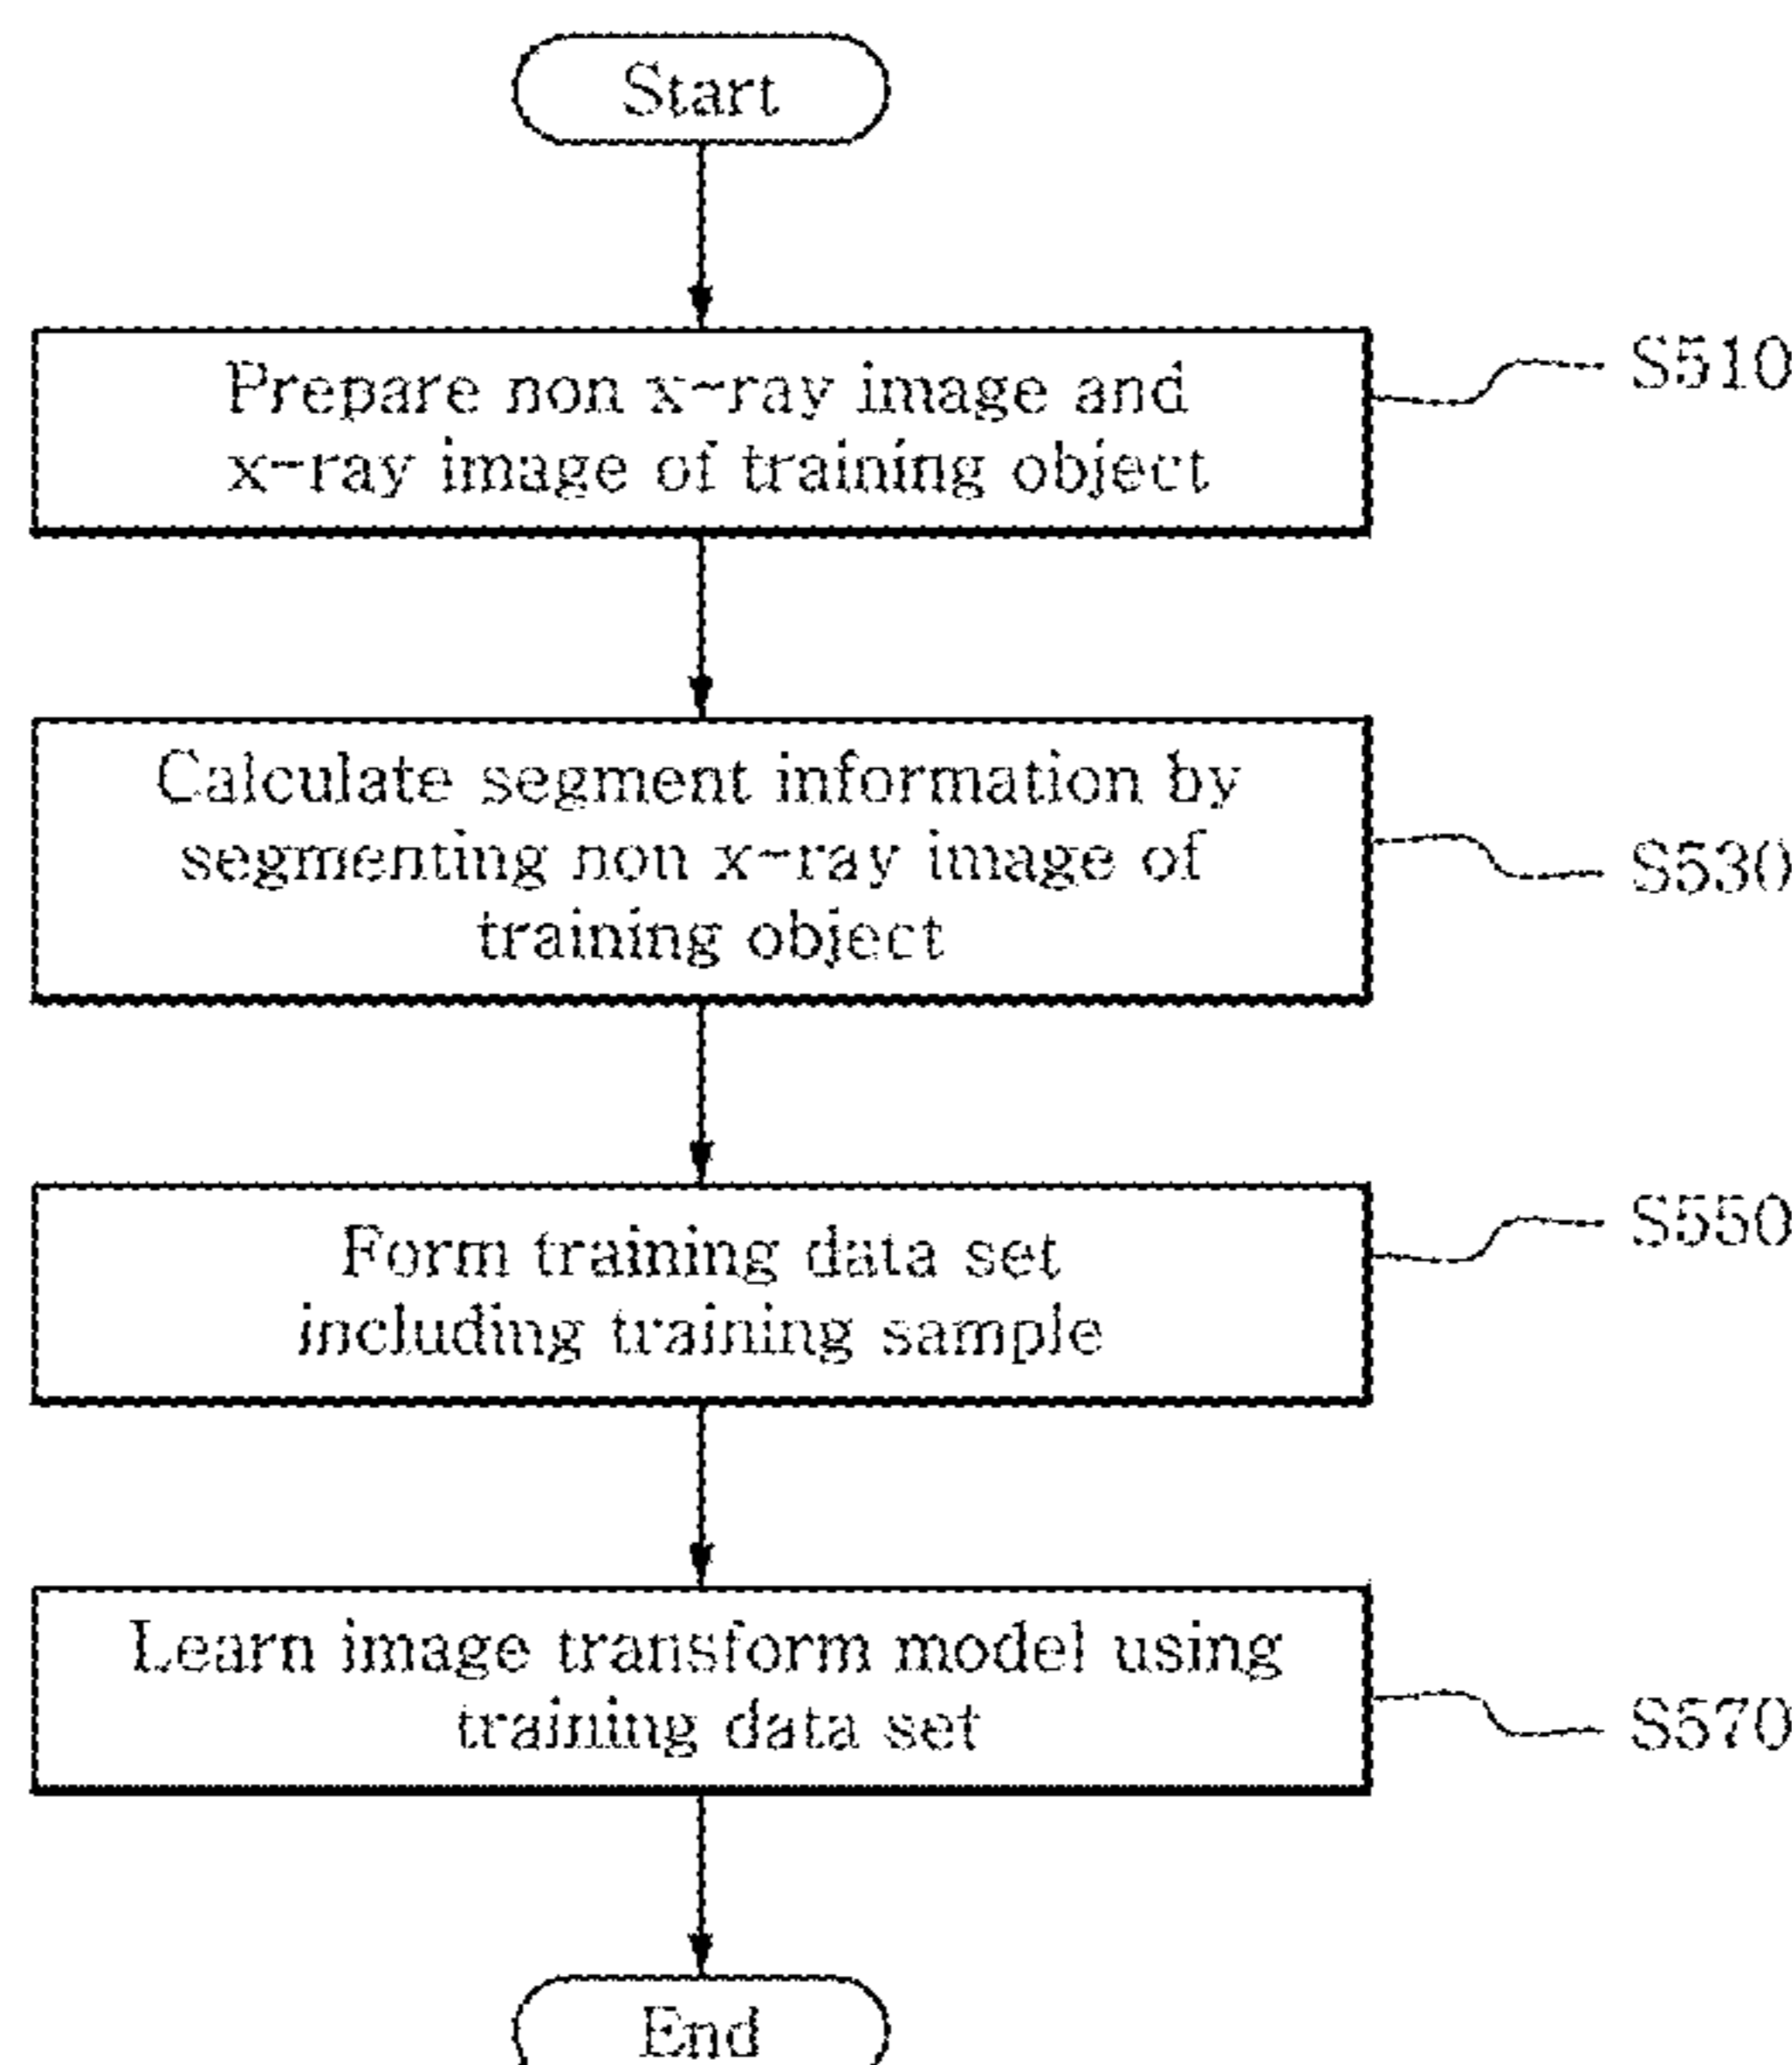 Start
Prepare non x-ray image and
x-ray image of training object
S510
Calculate segment information by
segmenting non x-ray image of
training object
S530
Form training data set
including training sample
S550
Learn image transform model using
training data set
S570
End